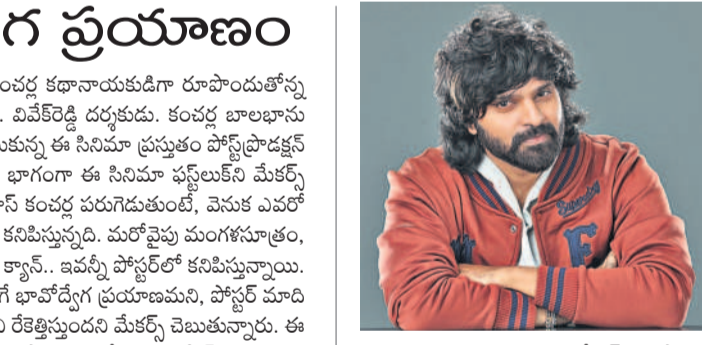 గ ప్రయాణం
కంచర్ల కథానాయకుడిగా రూపొందుతోన్న
వివేక్‌రెడ్డి దర్శకుడు. కంచర్ల బాలభాను
ఈ సినిమా ప్రస్తుతం పోస్ట్‌ప్రొడక్షన్
భాగంగా ఈ సినిమా ఫస్ట్‌లుక్‌ని మేకర్స్
కంచర్ల పరుగెడుతుంటే, వెనుక ఎవరో
కనిపిస్తున్నది. మరోవైపు మంగళసూత్రం,
క్యాన్.. ఇవన్నీ పోస్టర్‌లో కనిపిస్తున్నాయి.
భావోద్వేగ ప్రయాణమని, పోస్టర్ మాది
రేకెత్తిస్తుందని మేకర్స్ చెబుతున్నారు. ఈ
Superdry
F